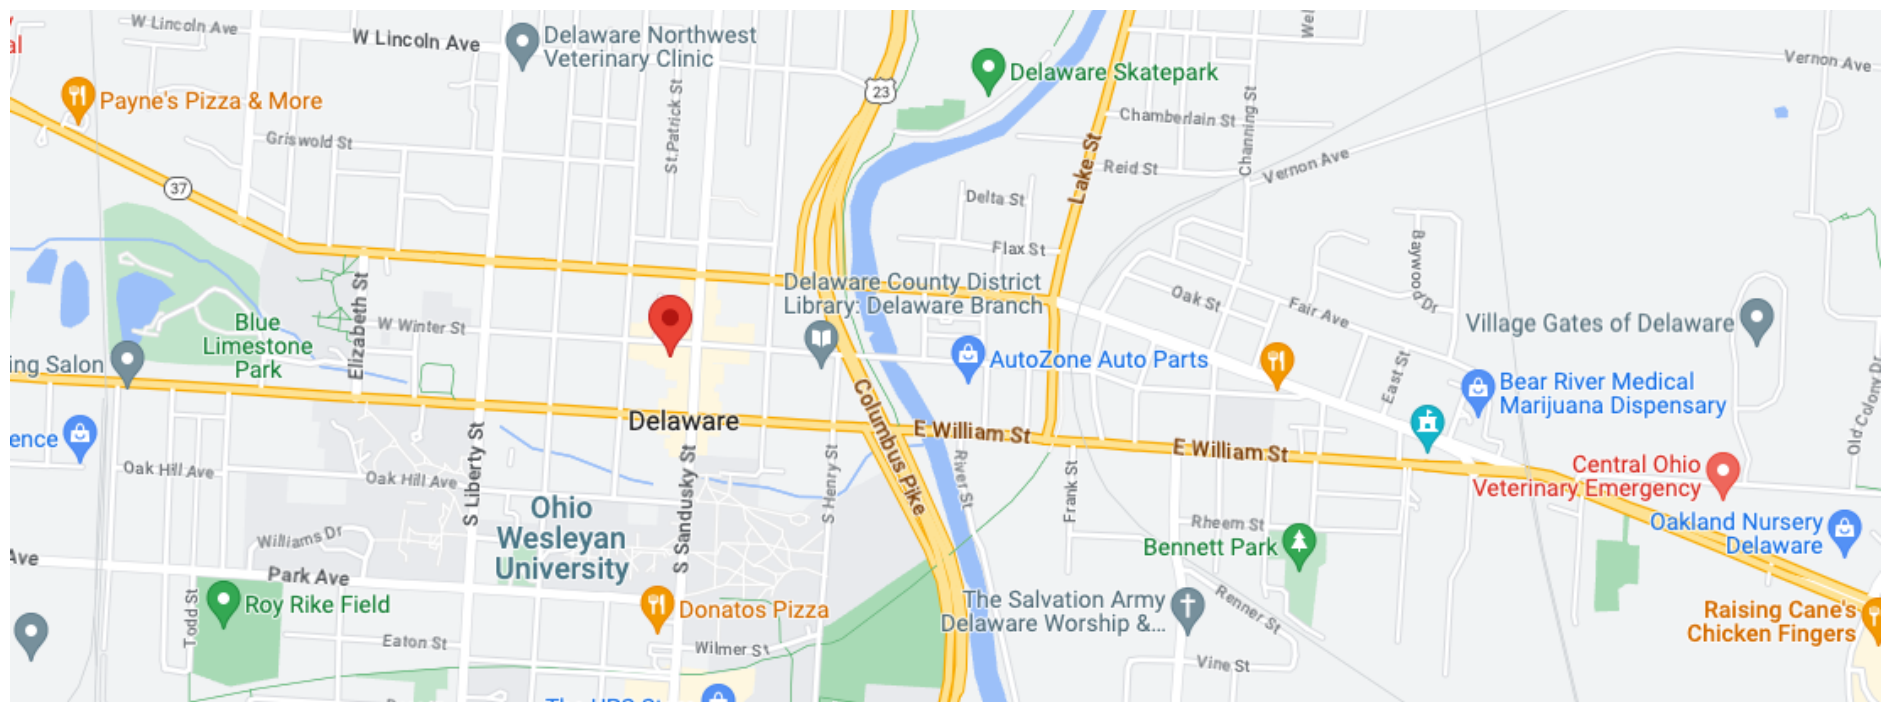 W Lincoln Ave
W Lincoln Ave
Delaware Northwest
Veterinary Clinic
Vernon Ave
al
Payne's Pizza & More
23
Delaware Skatepark
St.Patrick St
Griswold St
Chamberlain St
Channing St
Lake St
Reid St
Vernon Ave
37
Delta St
Flax St
Baywood Dr
Delaware County District
Library: Delaware Branch
Elizabeth St
Oak St
Fair Ave
W Winter St
Blue
Limestone
Park
Village Gates of Delaware
ing Salon
AutoZone Auto Parts
East St
Bear River Medical
Marijuana Dispensary
Old Colony Dr
Columbus Pike
Delaware
E William St
E William St
ence
Oak Hill Ave
Oak Hill Ave
S Liberty St
S Sandusky St
S Henry St
River St
Frank St
Central Ohio
Veterinary Emergency
Ohio
Wesleyan
University
Rheem St
Bennett Park
Oakland Nursery
Delaware
Williams Dr
Ave
Park Ave
Todd St
Roy Rike Field
Donatos Pizza
The Salvation Army
Delaware Worship &...
Renner St
Raising Cane's
Chicken Fingers
Eaton St
Wilmer St
Vine St